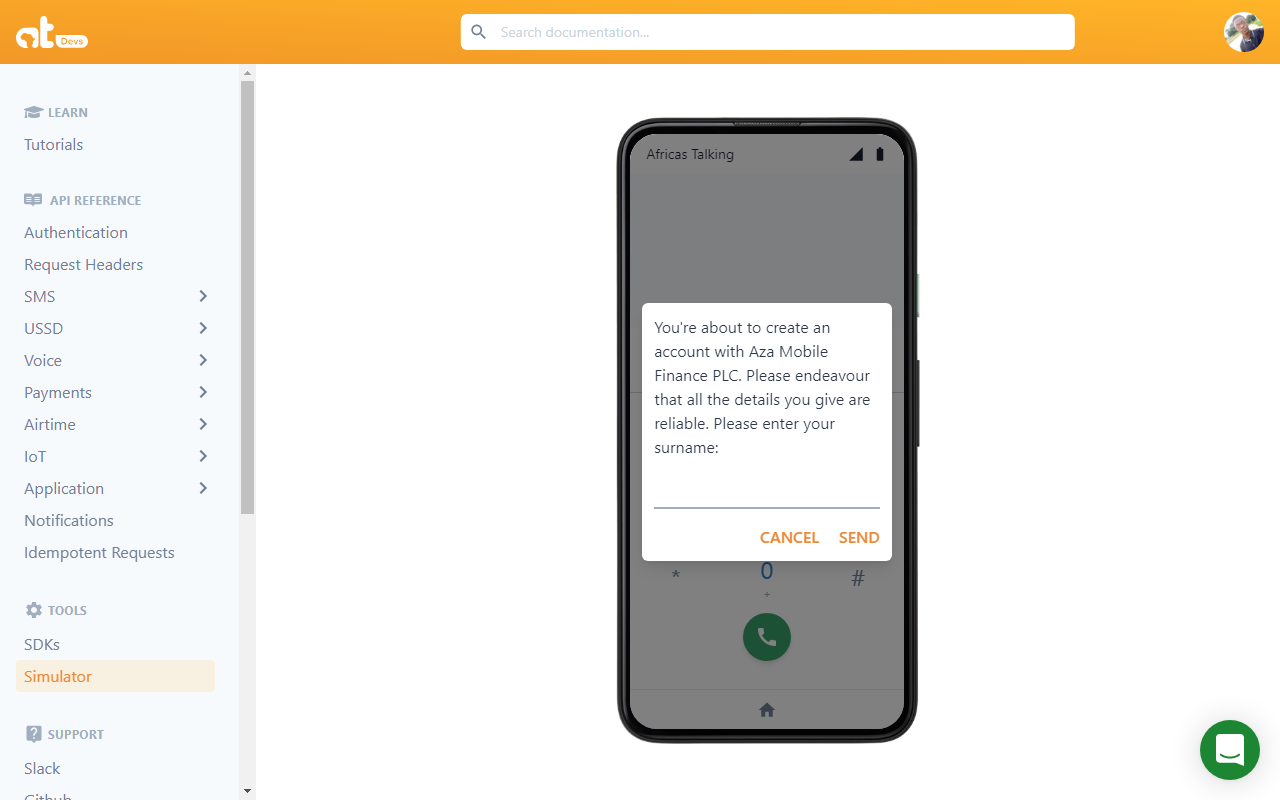 at
Devs
Search documentation...
LEARN
Tutorials
API REFERENCE
Authentication
Request Headers
SMS
USSD
Voice
Payments
Airtime
IoT
Application
Notifications
Idempotent Requests
TOOLS
SDKs
Simulator
SUPPORT
Slack
Github
Africas Talking
You're about to create an
account with Aza Mobile
Finance PLC. Please endeavour
that all the details you give are
reliable. Please enter your
surname:
CANCEL SEND
* 0 #
+